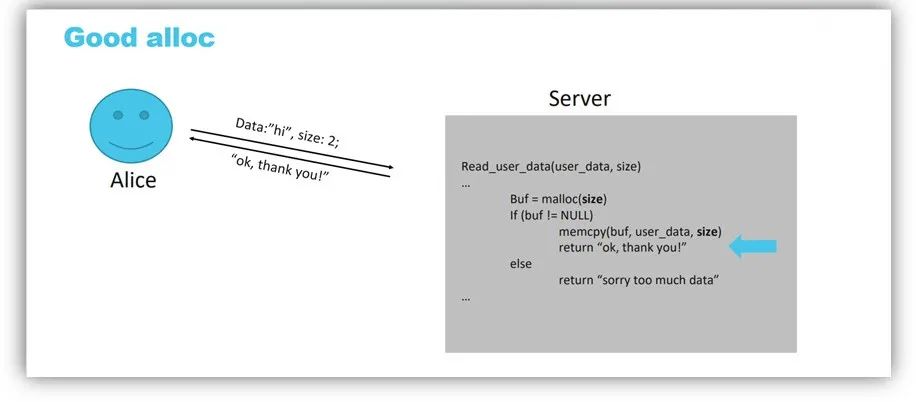 Good alloc
Data:”hi”, size: 2;
“ok, thank you!”
Alice
Server
Read_user_data(user_data, size)
...
Buf = malloc(size)
If (buf != NULL)
memcpy(buf, user_data, size)
return “ok, thank you!”
else
return “sorry too much data”
...